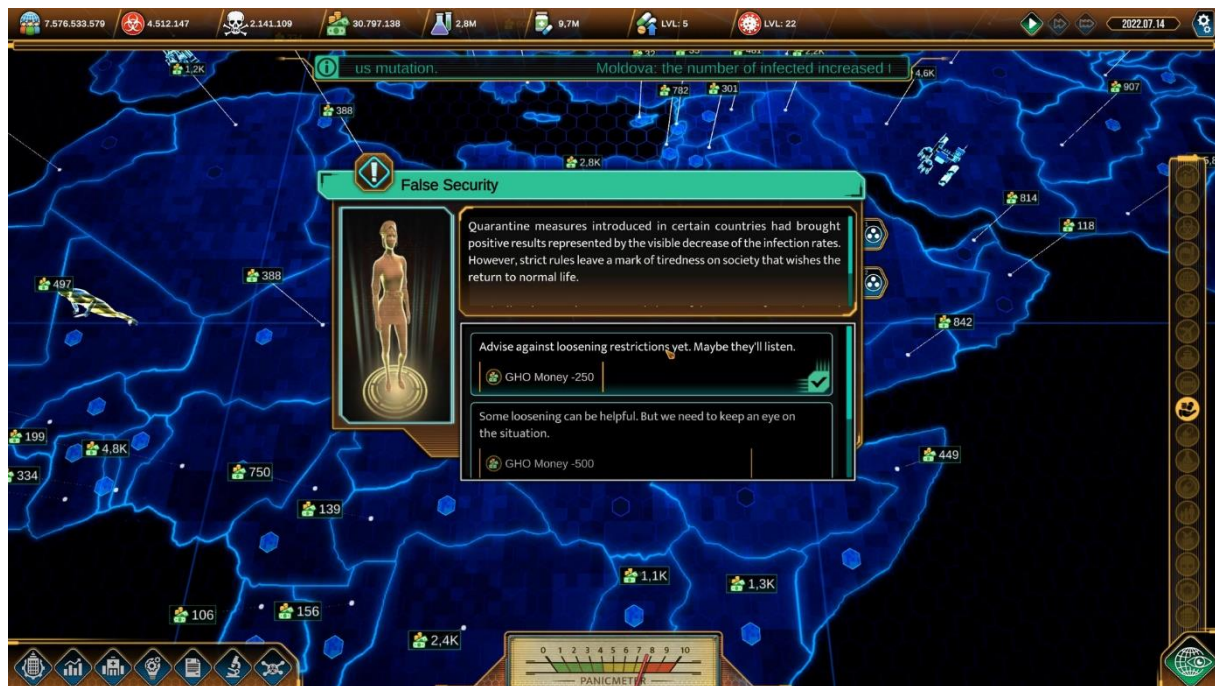 7.576.533.579
4.512.147
2.141.109
30.797.138
2,8M
9,7M
LVL: 5
LVL: 22
2022.07.14
us mutation.
Moldova: the number of infected increased t
1,2K
388
782
301
4,6K
907
2,8K
False Security
Quarantine measures introduced in certain countries had brought
positive results represented by the visible decrease of the infection rates.
However, strict rules leave a mark of tiredness on society that wishes the
return to normal life.
814
118
497
388
842
Advise against loosening restrictions yet. Maybe they'll listen.
GHO Money -250
Some loosening can be helpful. But we need to keep an eye on
the situation.
GHO Money -500
199
4,8K
334
750
139
449
1,1K
1,3K
106
156
2,4K
0 1 2 3 4 5 6 7 8 9 10
PANICMETER